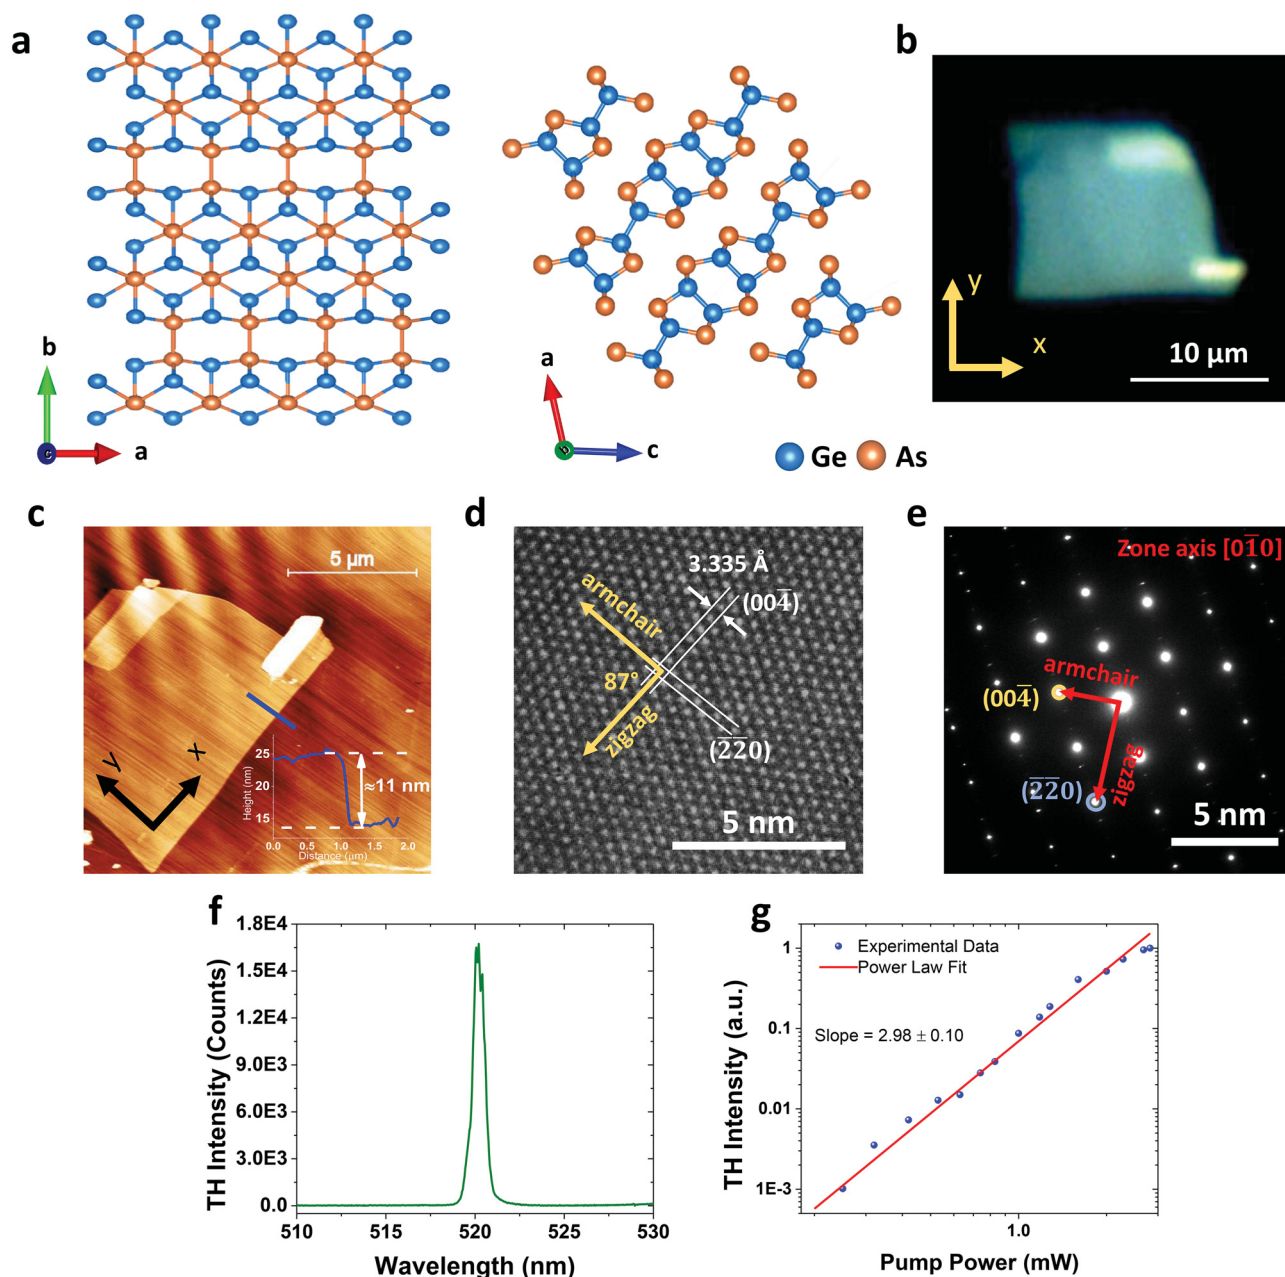 a
b
a
c
b
a
c
b
Ge
As
b
y
x
10 μm
c
5 μm
y
x
Height (nm)
25
20
15
≈11 nm
0.0
0.5
1.0
1.5
2.0
Distance (μm)
d
armchair
3.335 Å
(004̅)
87°
zigzag
(2̅2̅0)
5 nm
e
Zone axis [01̅0]
armchair
(004̅)
zigzag
(2̅2̅0)
5 nm
f
TH Intensity (Counts)
1.8E4
1.5E4
1.2E4
9.0E3
6.0E3
3.0E3
0.0
510
515
520
525
530
Wavelength (nm)
g
TH Intensity (a.u.)
1
0.1
0.01
1E-3
Experimental Data
Power Law Fit
Slope = 2.98 ± 0.10
1.0
Pump Power (mW)